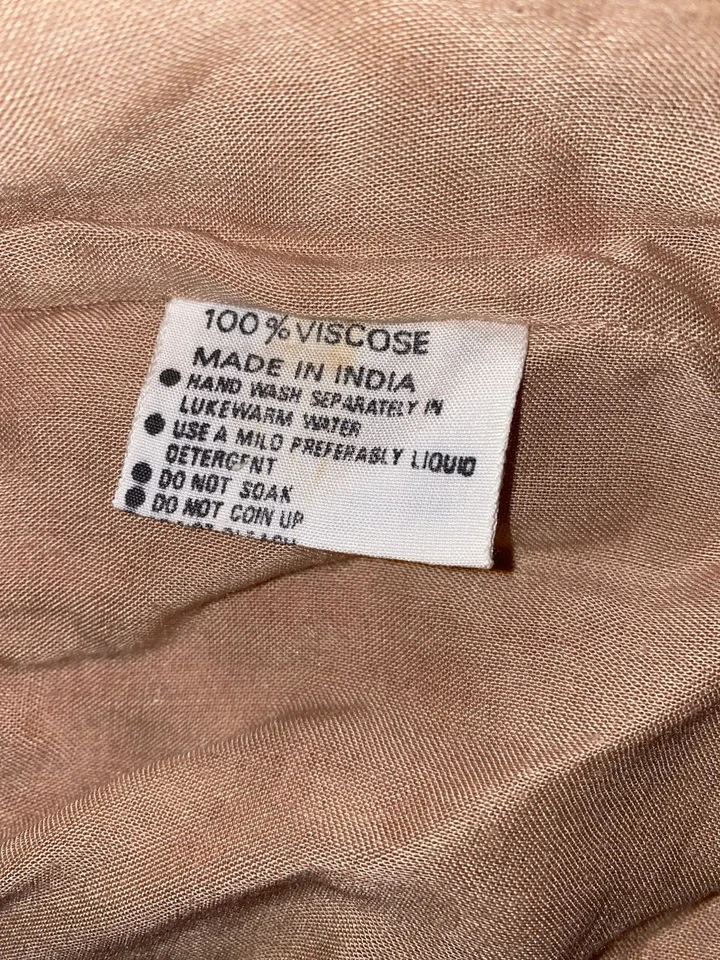 100% VISCOSE
MADE IN INDIA
HAND WASH SEPARATELY IN
LUKEWARM WATER
USE A MILD PREFERABLY LIQUID
DETERGENT
DO NOT SOAK
DO NOT COIN UP